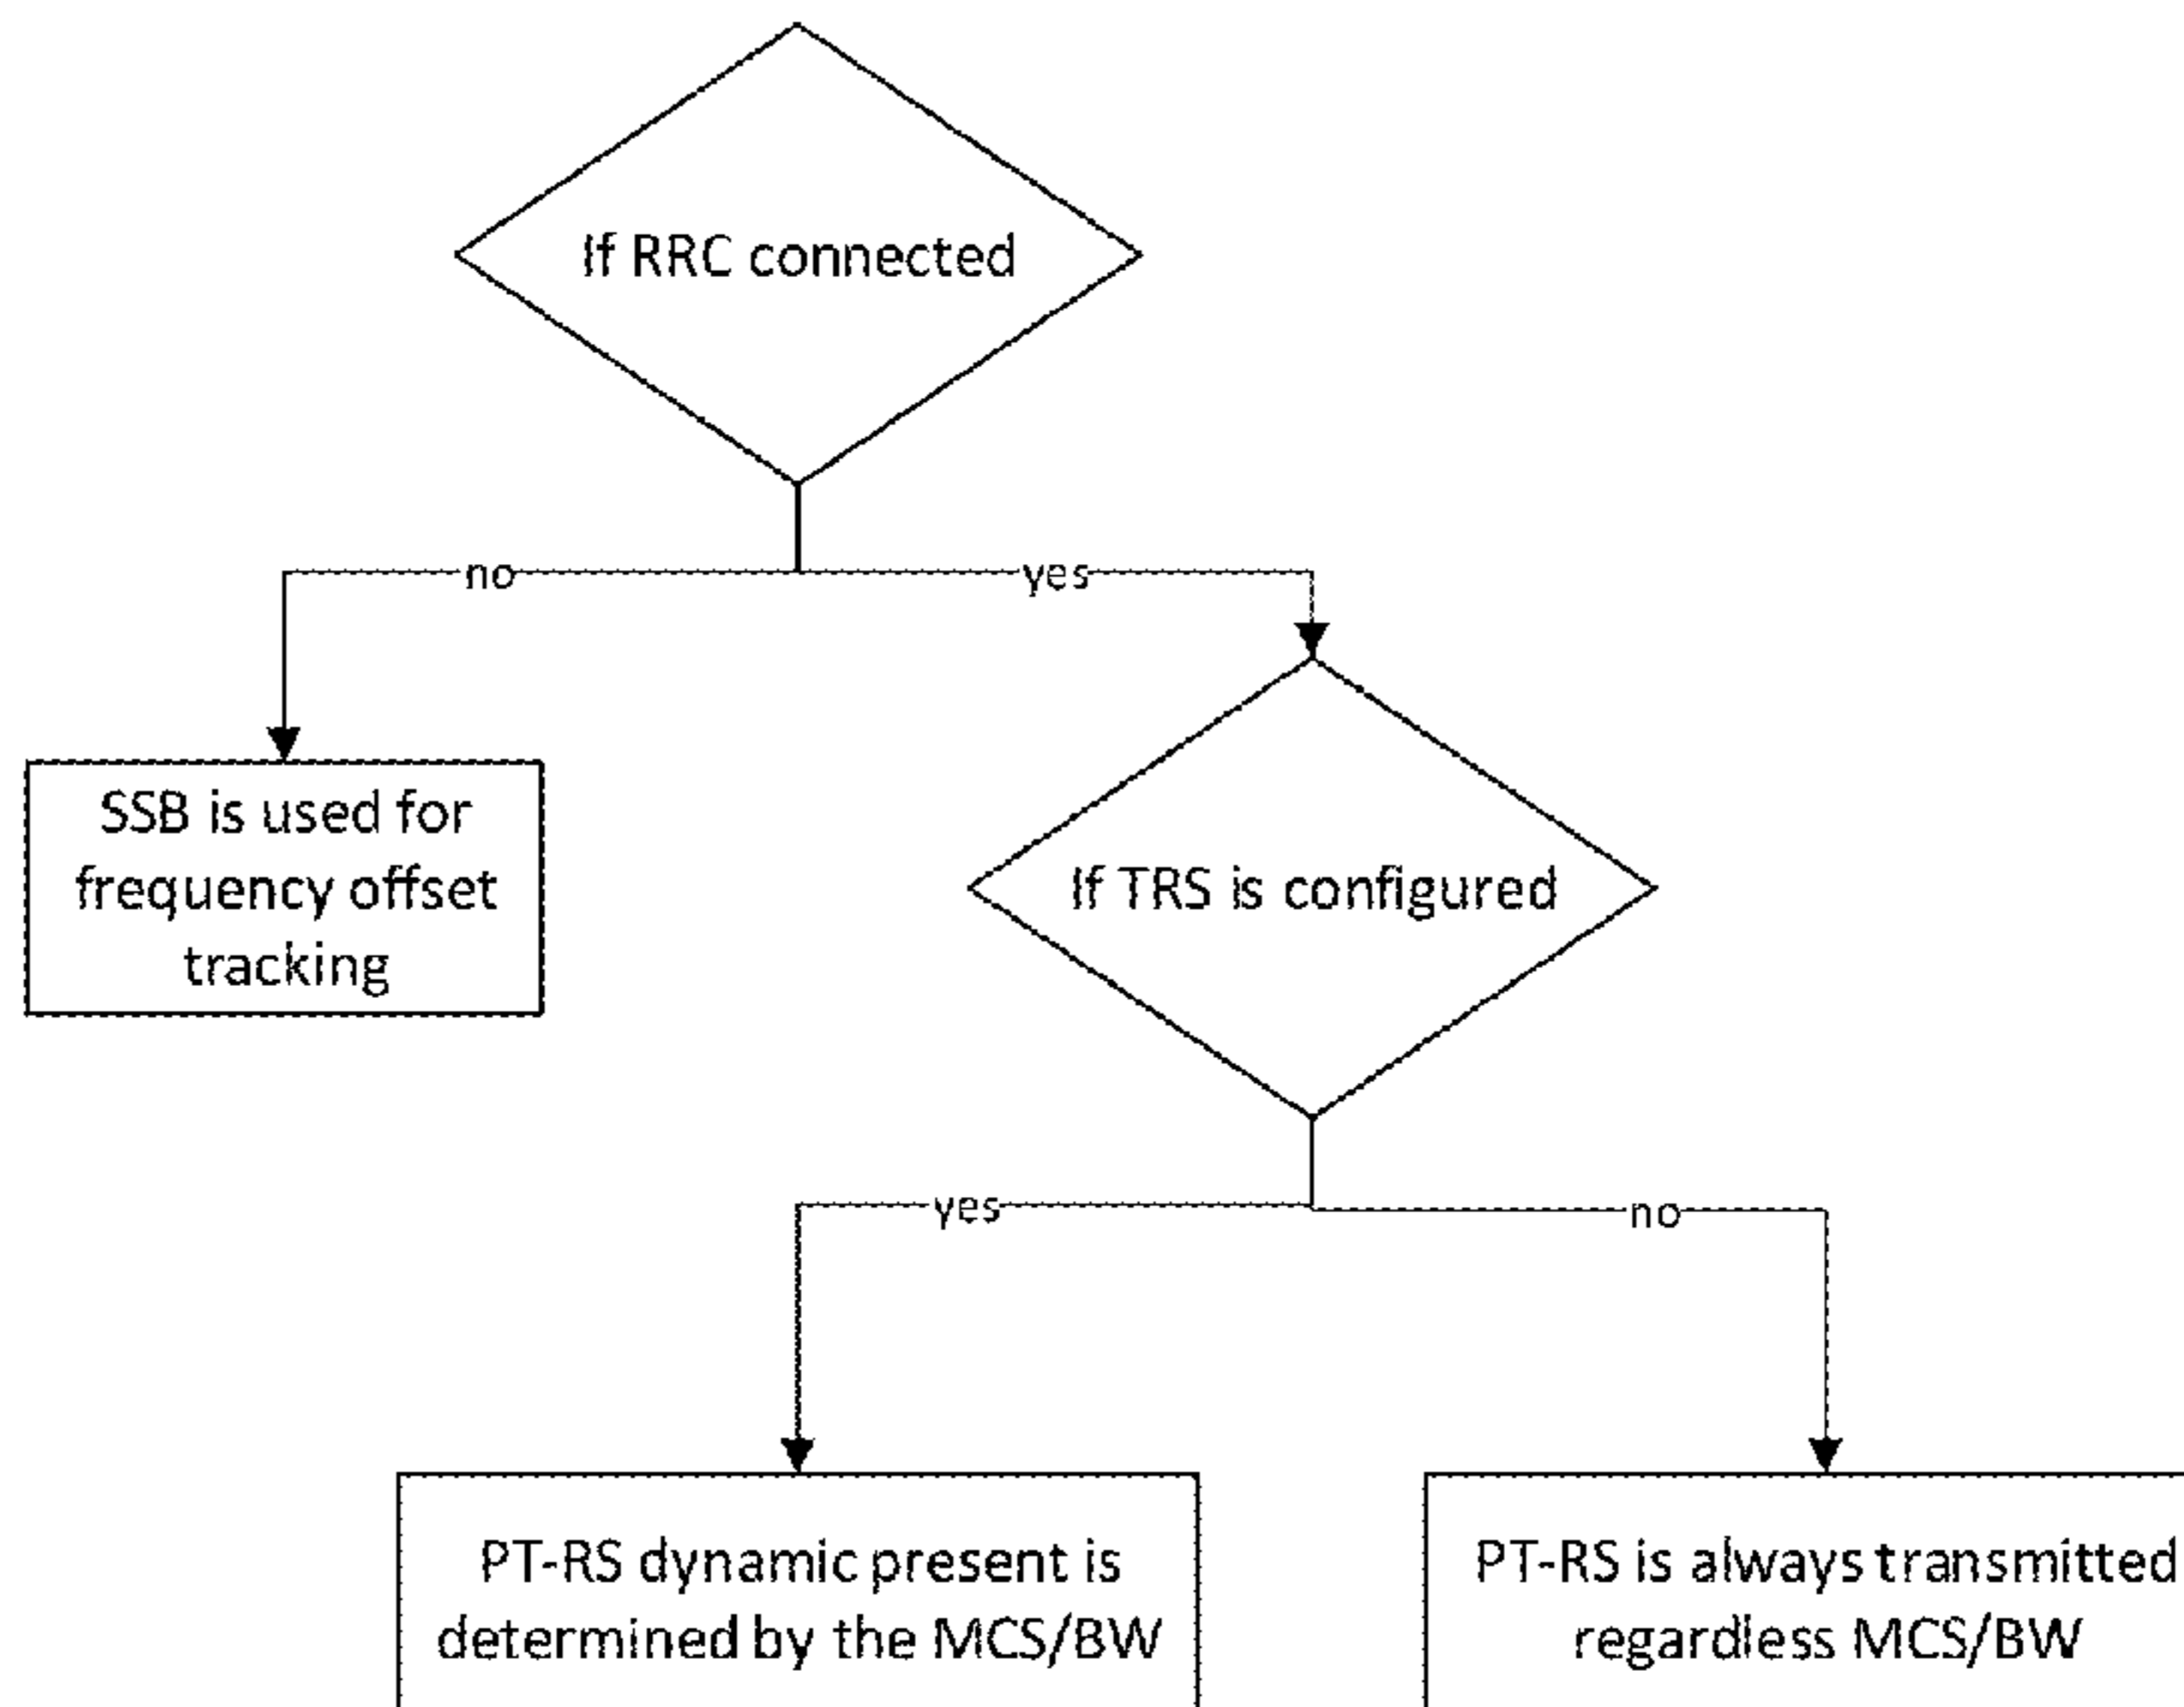 If RRC connected
no
yes
SSB is used for
frequency offset
tracking
If TRS is configured
yes
no
PT-RS dynamic present is
determined by the MCS/BW
PT-RS is always transmitted
regardless MCS/BW